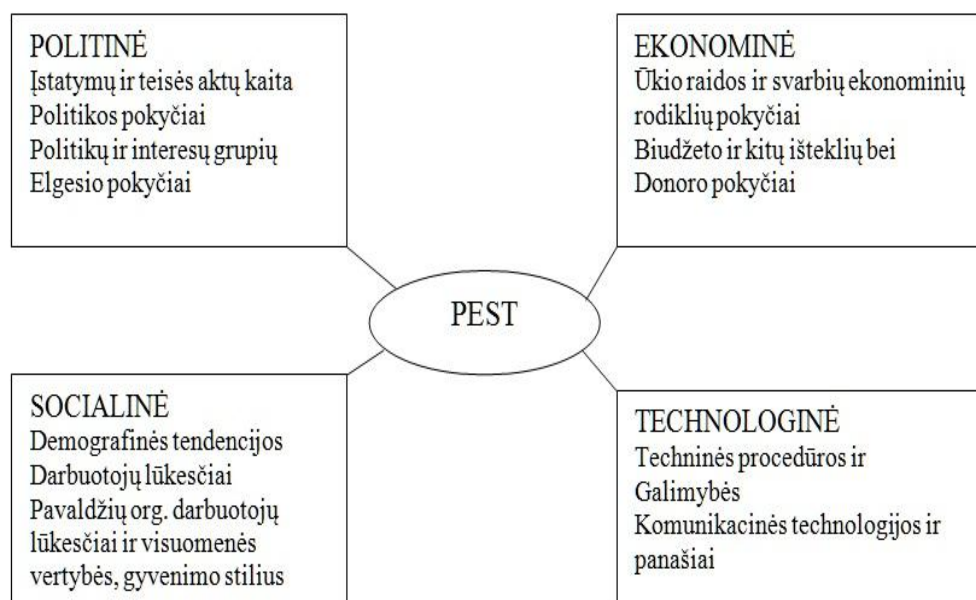 POLITINĖ
Įstatymų ir teisės aktų kaita
Politikos pokyčiai
Politikų ir interesų grupių
Elgesio pokyčiai
EKONOMINĖ
Ūkio raidos ir svarbių ekonominių
rodiklių pokyčiai
Biudžeto ir kitų išteklių bei
Donoro pokyčiai
PEST
SOCIALINĖ
Demografinės tendencijos
Darbuotojų lūkesčiai
Pavaldžių org. darbuotojų
lūkesčiai ir visuomenės
vertybės, gyvenimo stilius
TECHNOLOGINĖ
Techninės procedūros ir
Galimybės
Komunikacinės technologijos ir
panašiai